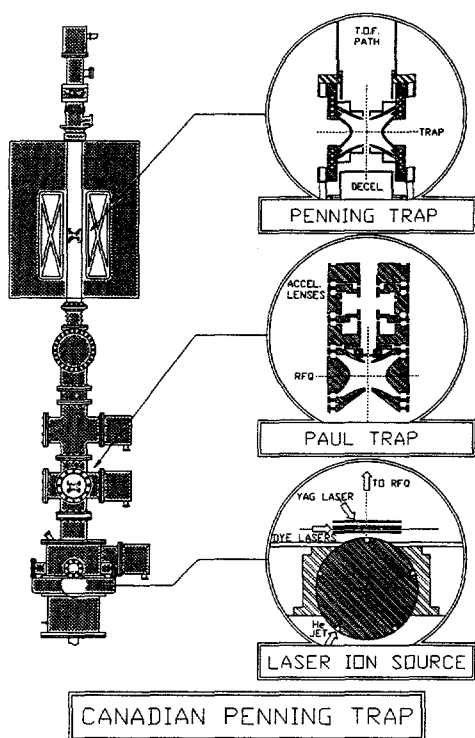 T.O.F.
PATH
TRAP
DECEL
PENNING TRAP
ACCEL.
LENSES
RFQ
PAUL TRAP
TO RFQ
YAG LASER
DYE LASERS
He
JET
LASER ION SOURCE
CANADIAN PENNING TRAP